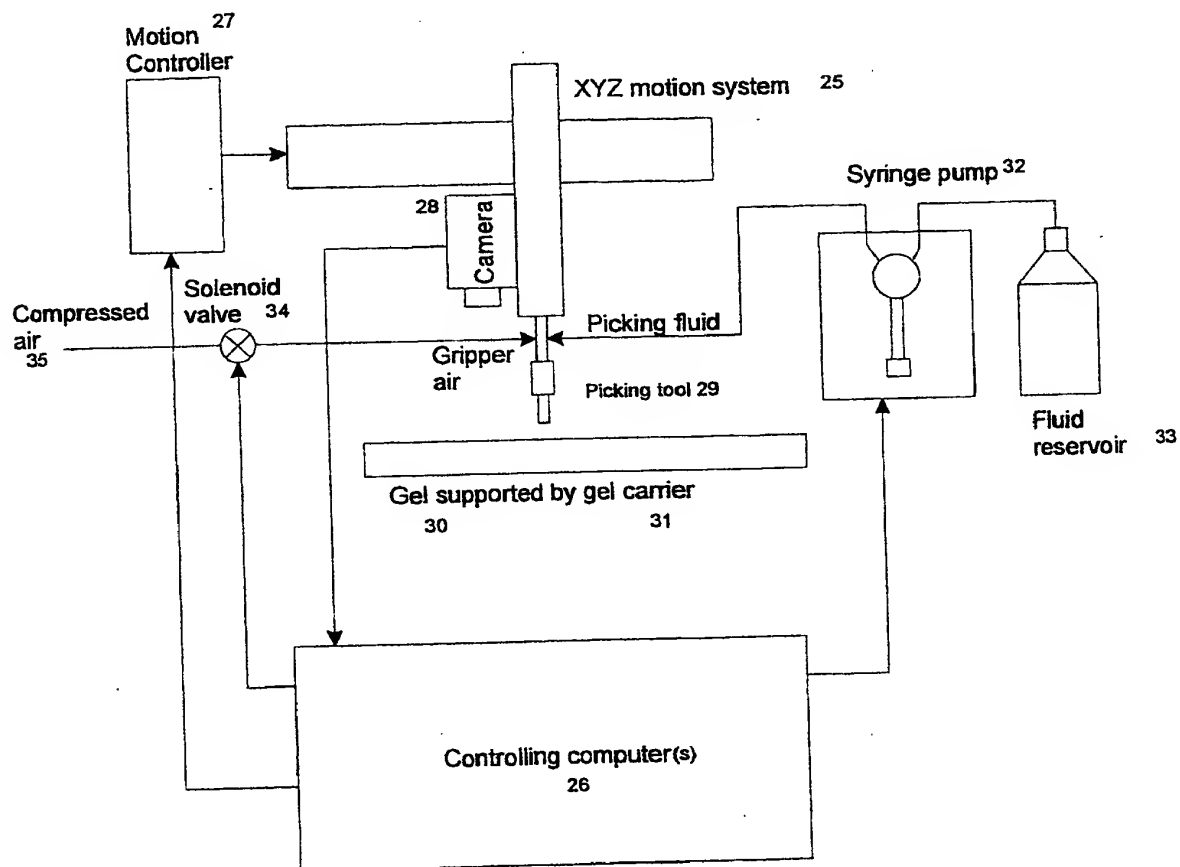 Motion 27
Controller
XYZ motion system 25
Syringe pump 32
28
Camera
Solenoid
valve 34
Compressed
air
35
Picking fluid
Gripper
air
Picking tool 29
Fluid
reservoir 33
Gel supported by gel carrier
30 31
Controlling computer(s)
26